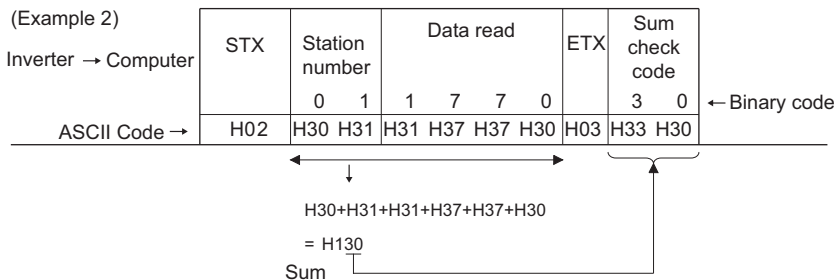 (Example 2)
Inverter → Computer
STX
Station
number
Data read
ETX
Sum
check
code
0 1 1 7 7 0 3 0
← Binary code
ASCII Code →
H02 H30 H31 H31 H37 H37 H30 H03 H33 H30
H30+H31+H31+H37+H37+H30
= H130
Sum